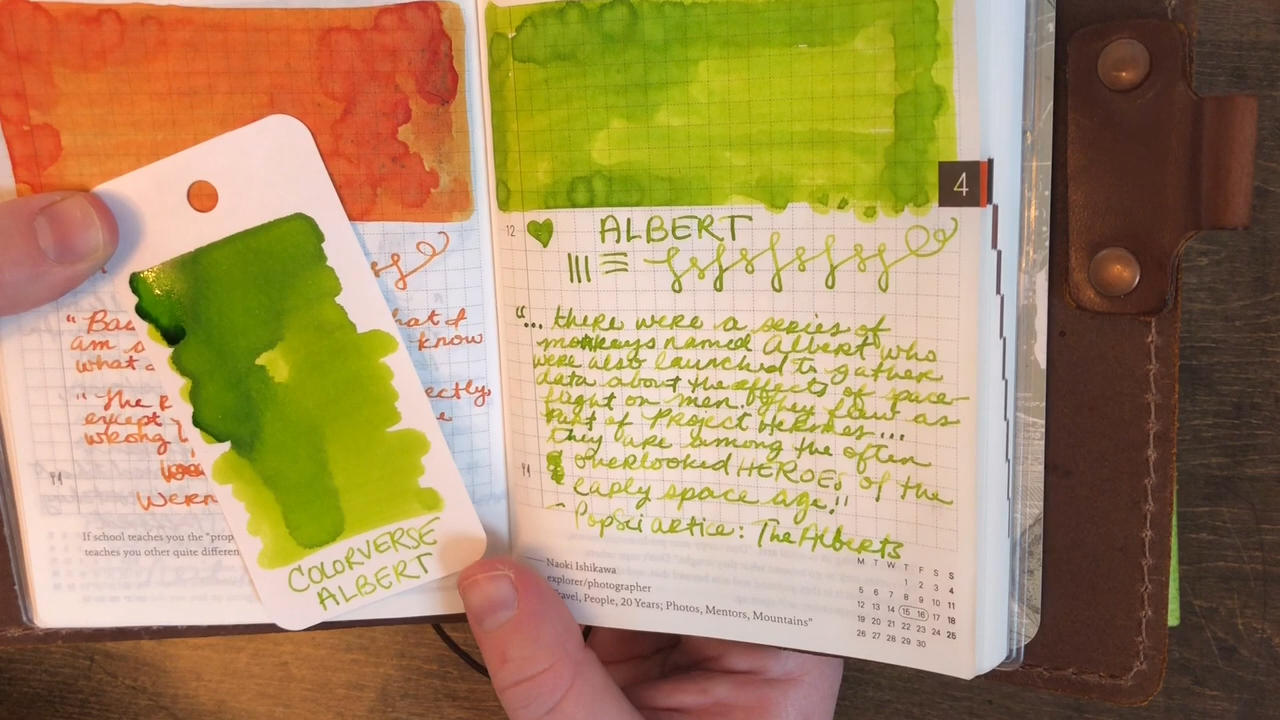 4
12 ALBERT
"... there were a series of
monkeys named Albert who
were also launched to gather
data about the effects of space
flight on men. They flew as
part of Project Hermes...
they are among the often
overlooked HEROES of the
early space age!!
— PopSci artice: The Alberts
Naoki Ishikawa
explorer/photographer
Travel, People, 20 Years; Photos, Mentors, Mountains"
M T W T F S S
1 2 3 4
5 6 7 8 9 10 11
12 13 14 15 16 17 18
19 20 21 22 23 24 25
26 27 28 29 30
COLORVERSE
ALBERT
"
hat I
am
know
what
"The
ectly
except
wrong
Wern
If school teaches you the "prop
teaches you other quite differen